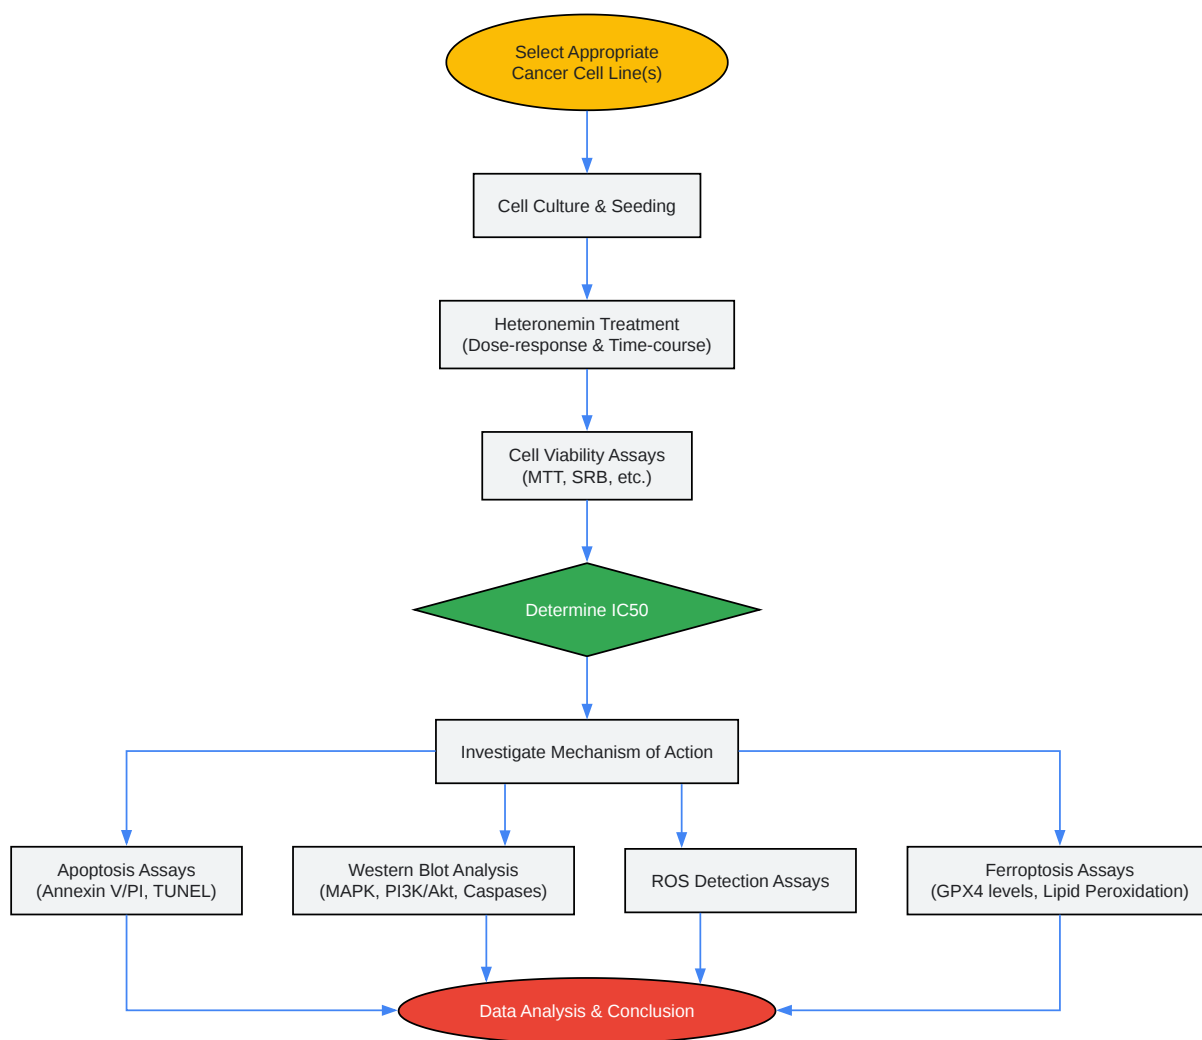 Select Appropriate
Cancer Cell Line(s)
Cell Culture & Seeding
Heteronemin Treatment
(Dose-response & Time-course)
Cell Viability Assays
(MTT, SRB, etc.)
Determine IC50
Investigate Mechanism of Action
Apoptosis Assays
(Annexin V/PI, TUNEL)
Western Blot Analysis
(MAPK, PI3K/Akt, Caspases)
ROS Detection Assays
Ferroptosis Assays
(GPX4 levels, Lipid Peroxidation)
Data Analysis & Conclusion